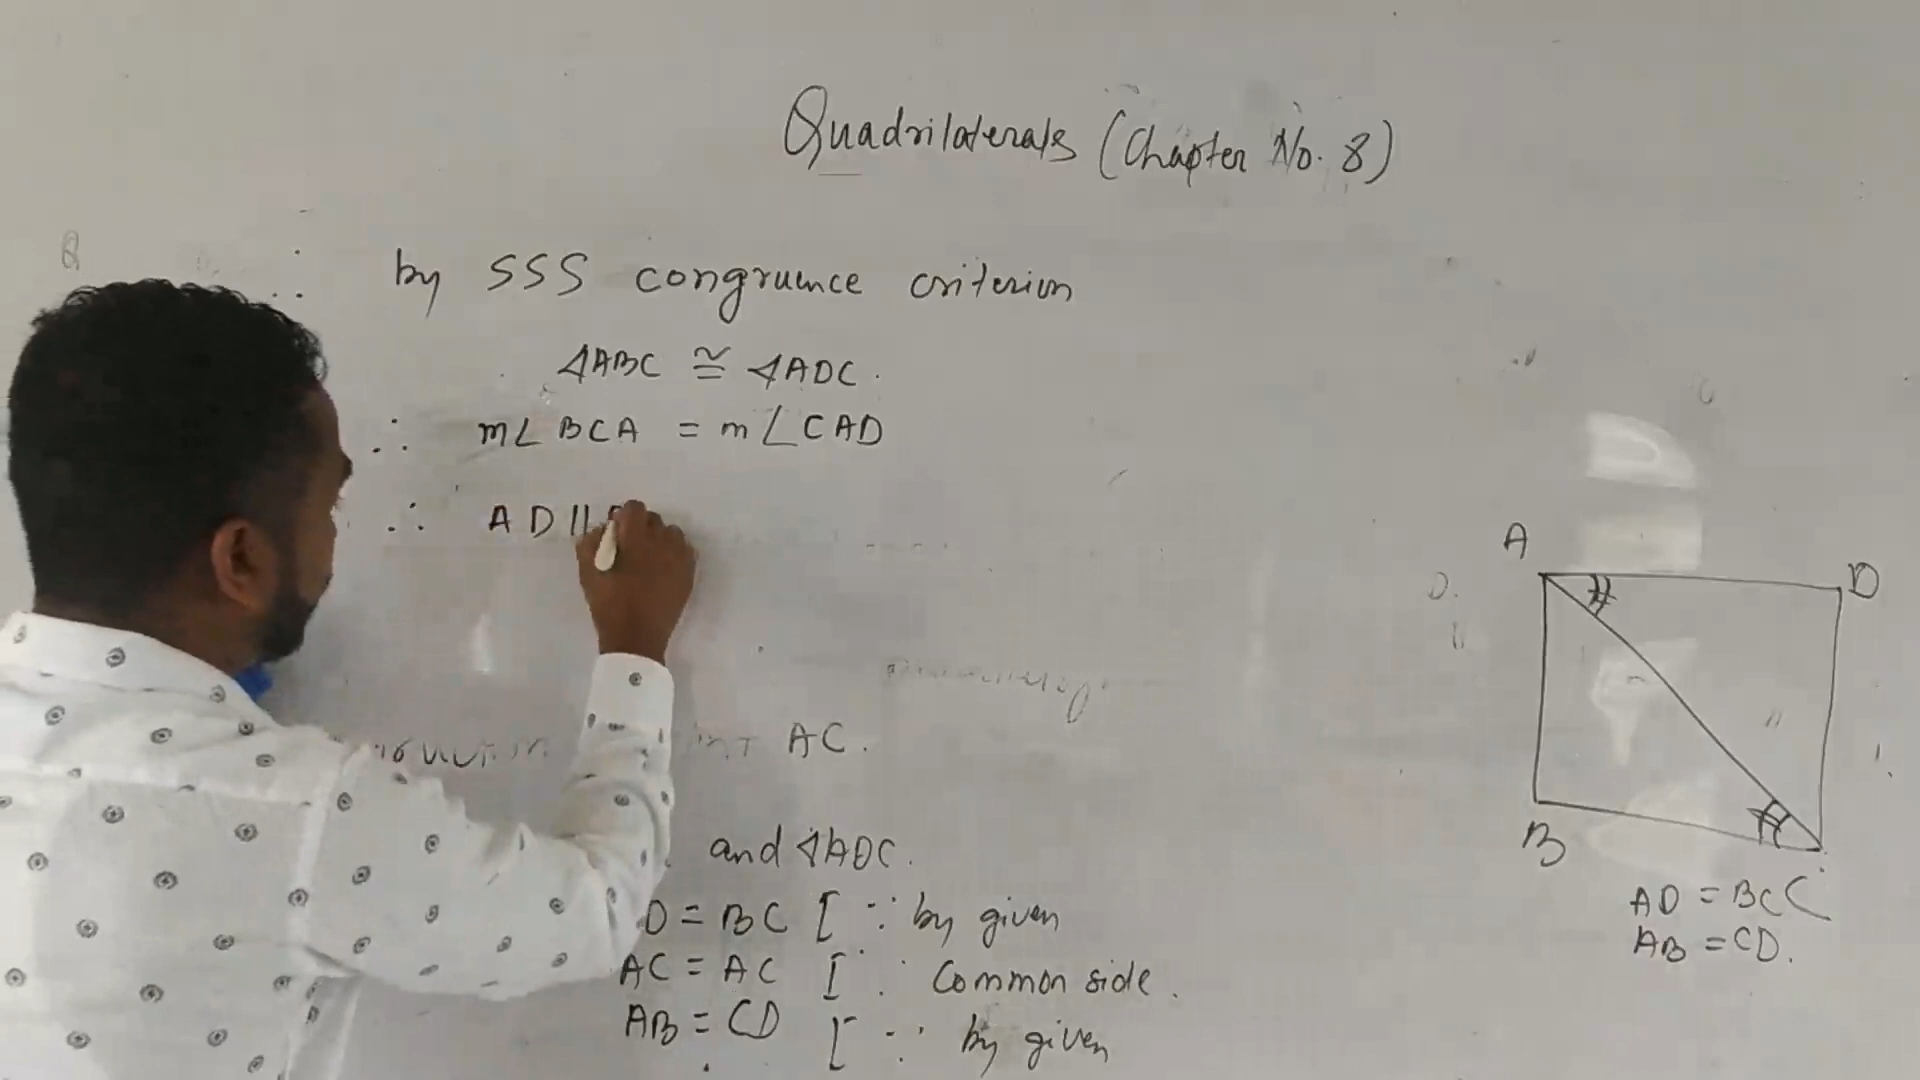 Quadrilaterals (Chapter No. 8)
∴ by SSS congruence criterion
△ABC ≅ △ADC.
∴ m∠BCA = m∠CAD
∴ AD ||
AC.
and △ADC.
D = BC [∵ by given
AC = AC [∵ Common side.
AB = CD [∵ by given
A
D
B
C
AD = BC
AB = CD.